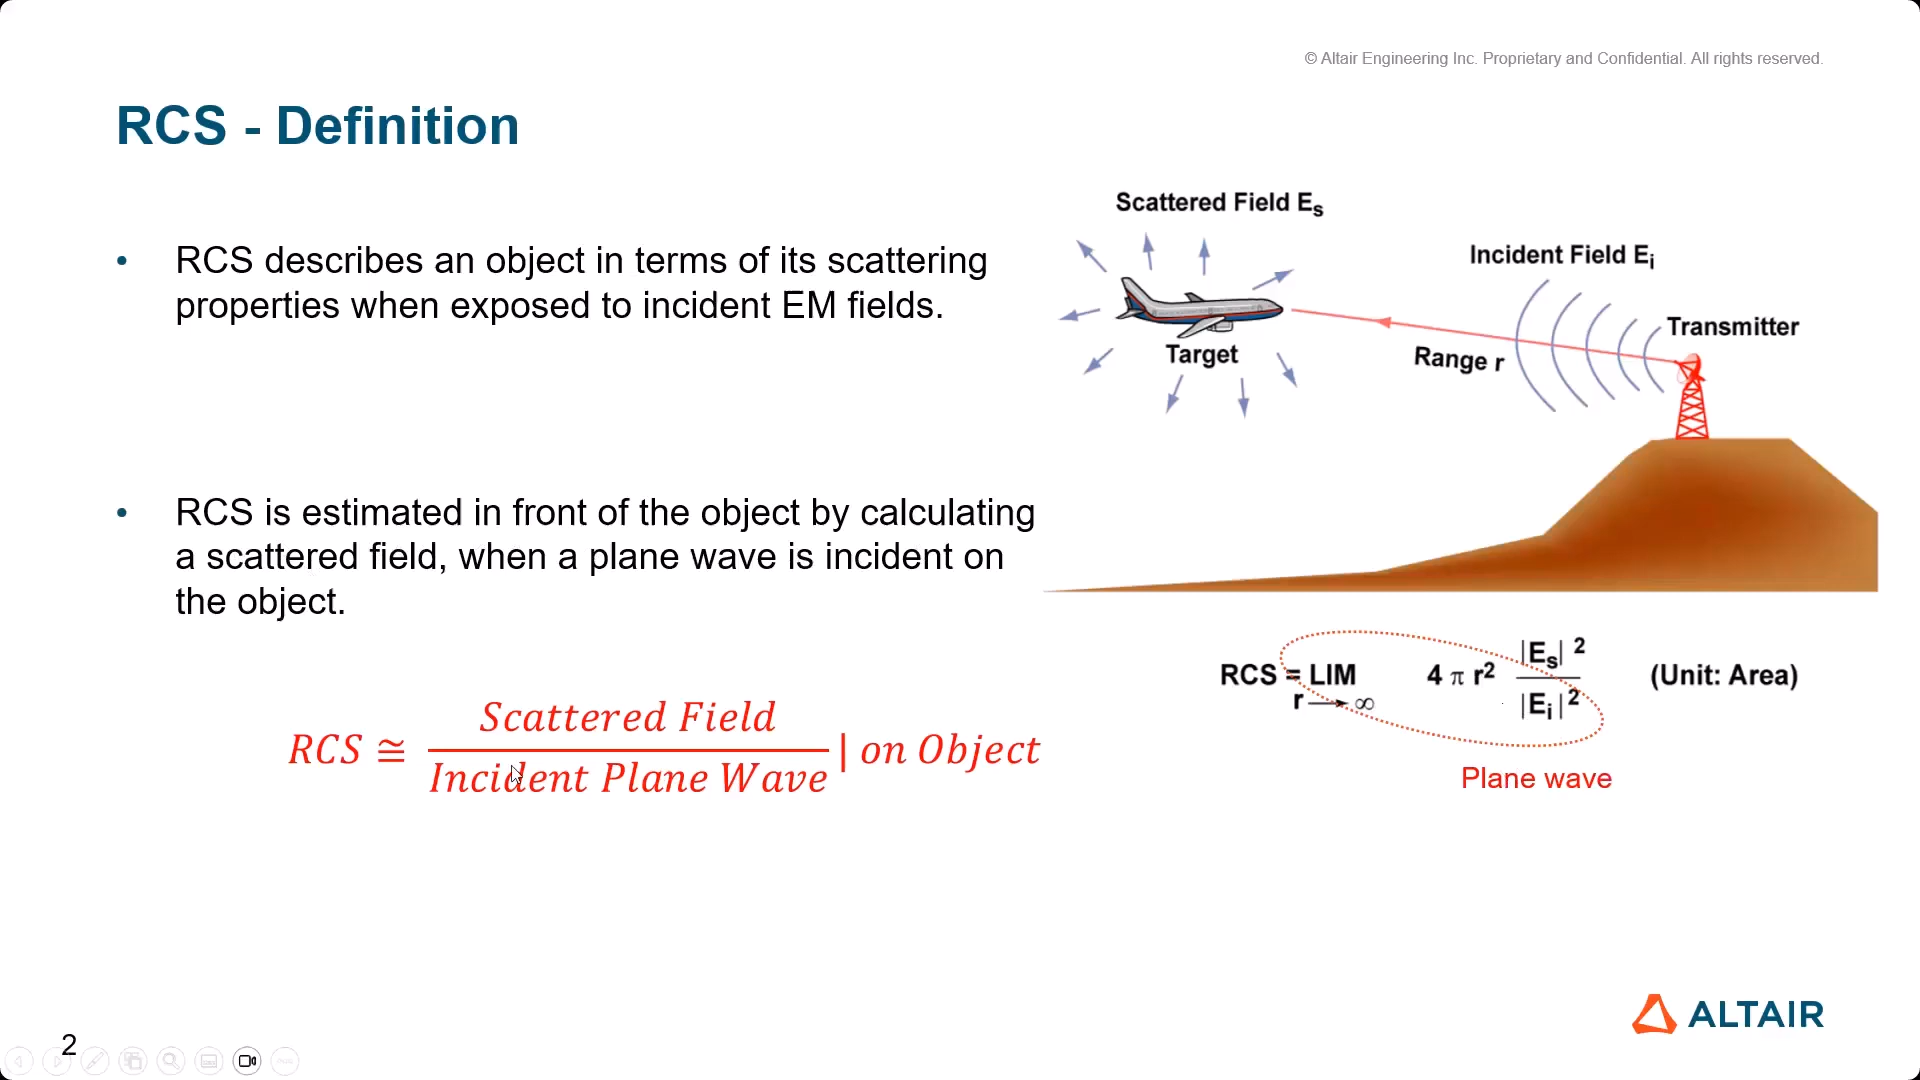 © Altair Engineering Inc. Proprietary and Confidential. All rights reserved.
RCS - Definition
• RCS describes an object in terms of its scattering
properties when exposed to incident EM fields.
• RCS is estimated in front of the object by calculating
a scattered field, when a plane wave is incident on
the object.
RCS ≅ Scattered Field / Incident Plane Wave | on Object
Scattered Field Es
Incident Field Ei
Transmitter
Target
Range r
RCS = LIM 4 π r² |Es|² / |Ei|² (Unit: Area)
r → ∞
Plane wave
ALTAIR
2